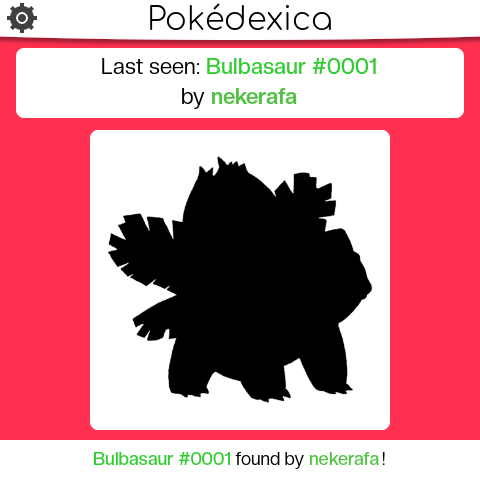 Pokédexica
Last seen: Bulbasaur #0001
by nekerafa
Bulbasaur #0001 found by nekerafa!